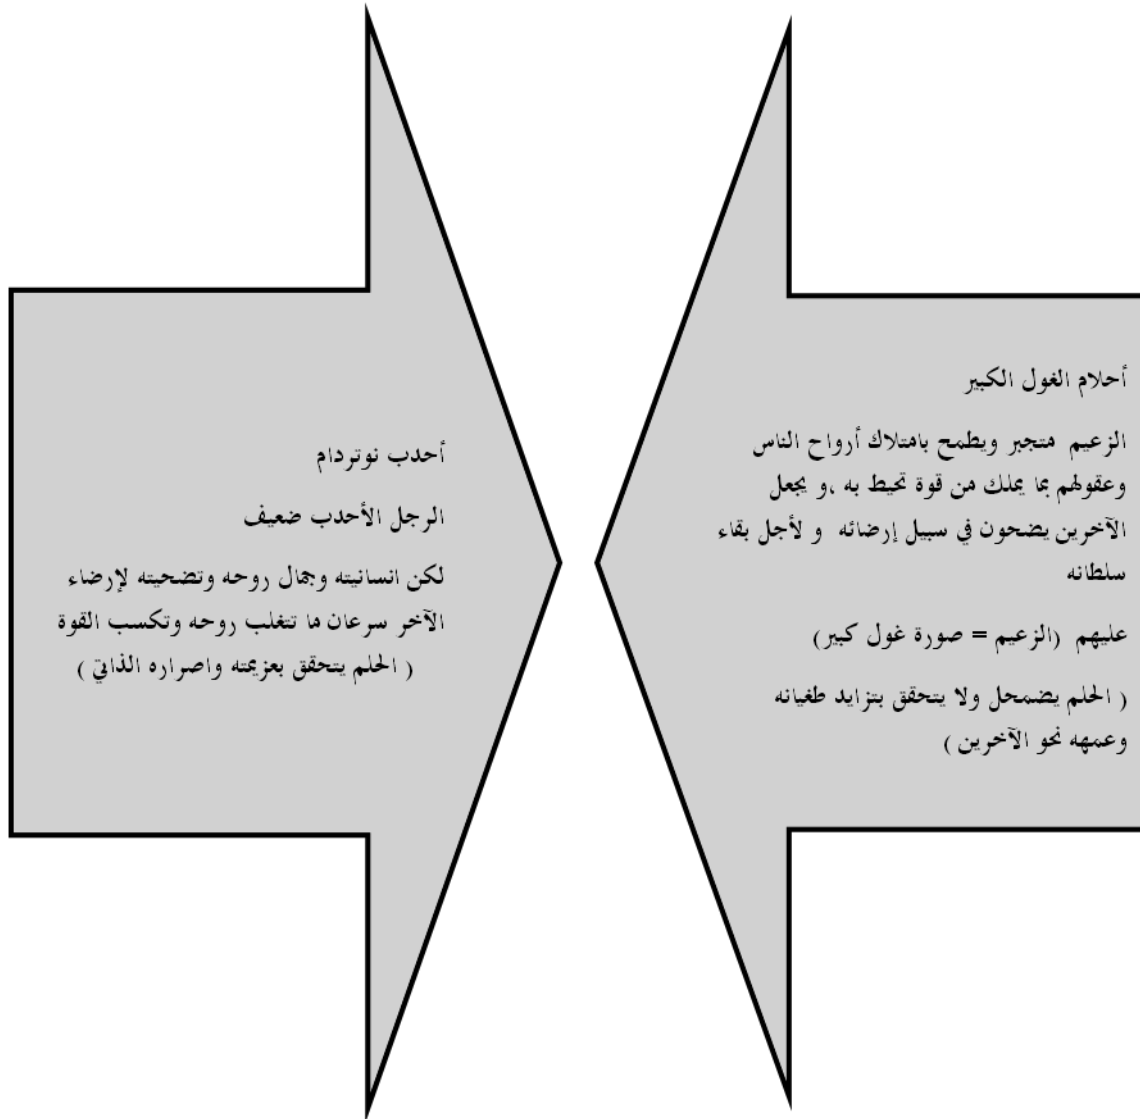 أحلام الغول الكبير
الزعيم متجبر ويطمح بامتلاك أرواح الناس
وعقولهم بما يملك من قوة تحيط به ،و يجعل
الآخرين يضحون في سبيل إرضائه و لأجل بقاء
سلطانه
عليهم (الزعيم = صورة غول كبير)
( الحلم يضمحل ولا يتحقق بتزايد طغيانه
وعمهه نحو الآخرين )
أحدب نوتردام
الرجل الأحدب ضعيف
لكن انسانيته وجمال روحه وتضحيته لإرضاء
الآخر سرعان ما تتغلب روحه وتكسب القوة
( الحلم يتحقق بعزيمته واصراره الذاتي )